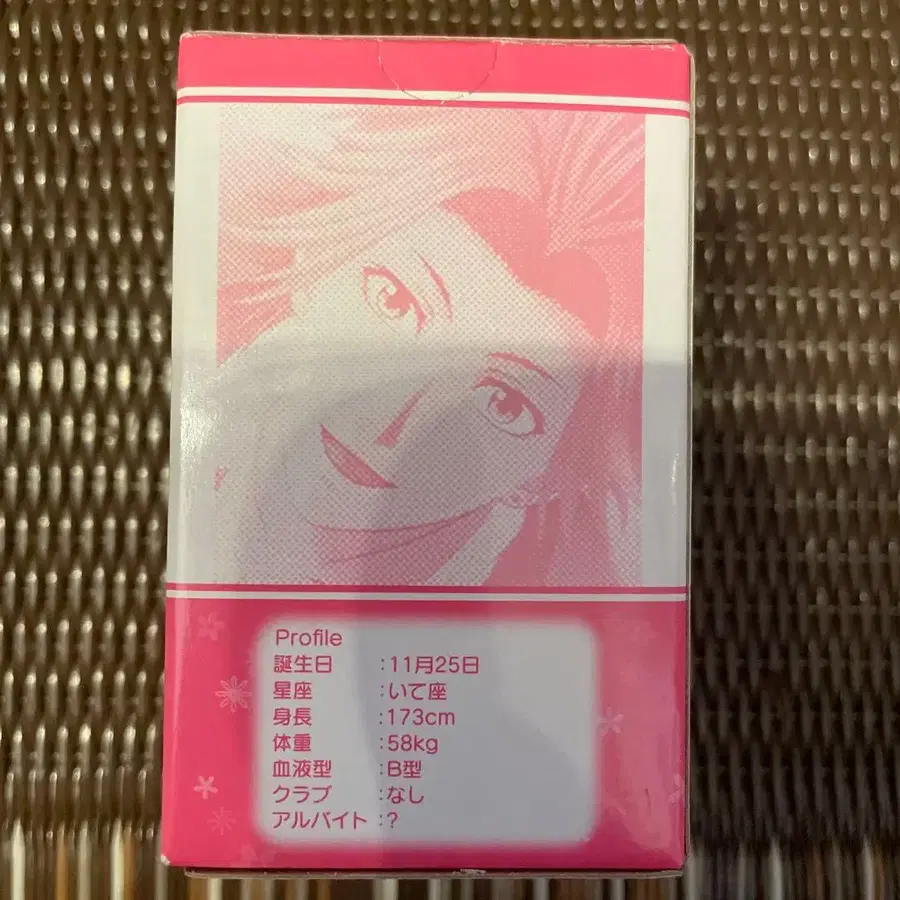 Profile
誕生日 :11月25日
星座 :いて座
身長 :173cm
体重 :58kg
血液型 :B型
クラブ :なし
アルバイト :?